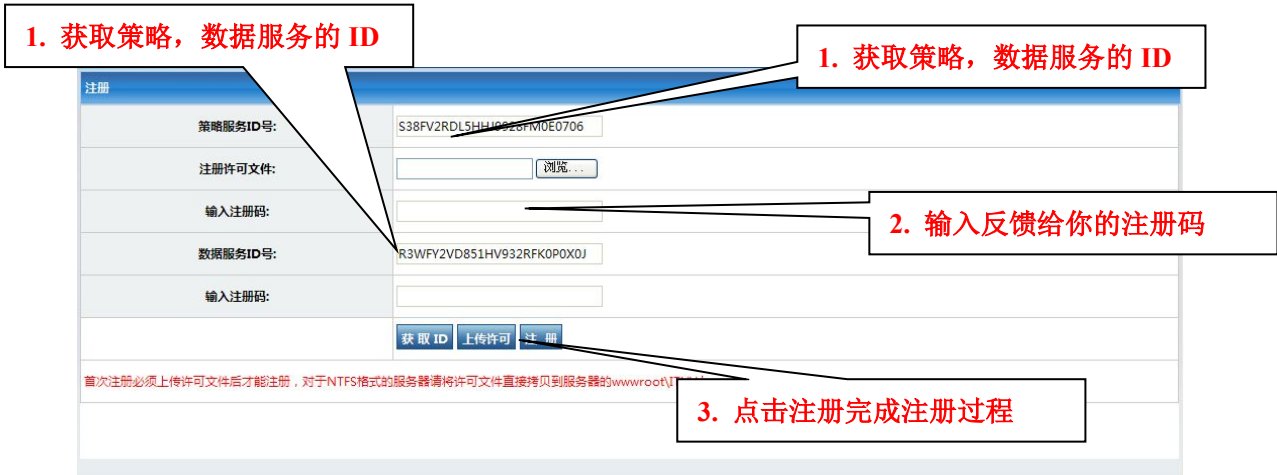 1. 获取策略，数据服务的 ID
1. 获取策略，数据服务的 ID
注册
策略服务ID号:
注册许可文件:
浏览...
输入注册码:
2. 输入反馈给你的注册码
数据服务ID号:
R3WFY2VD851HV932RFK0P0X0J
输入注册码:
获 取 ID 上传许可 注 册
首次注册必须上传许可文件后才能注册，对于NTFS格式的服务器请将许可文件直接拷贝到服务器的wwwroot\
3. 点击注册完成注册过程